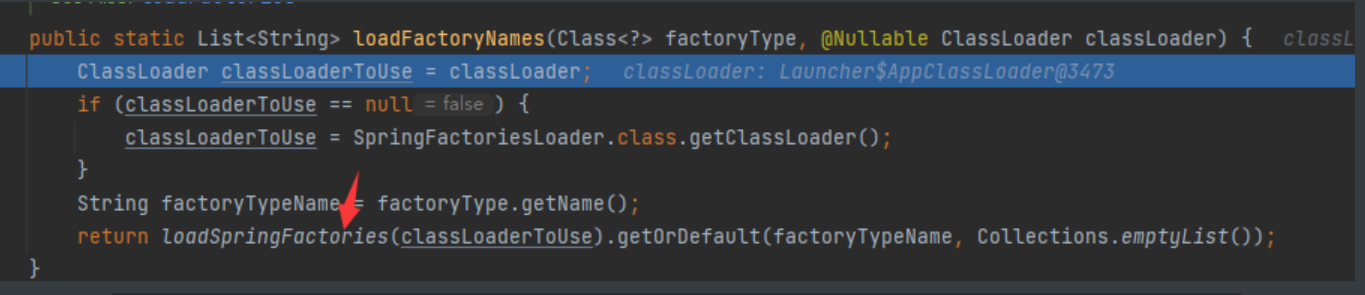 public static List<String> loadFactoryNames(Class<?> factoryType, @Nullable ClassLoader classLoader) { classL
ClassLoader classLoaderToUse = classLoader; classLoader: Launcher$AppClassLoader@3473
if (classLoaderToUse == null = false ) {
classLoaderToUse = SpringFactoriesLoader.class.getClassLoader();
}
String factoryTypeName = factoryType.getName();
return loadSpringFactories(classLoaderToUse).getOrDefault(factoryTypeName, Collections.emptyList());
}